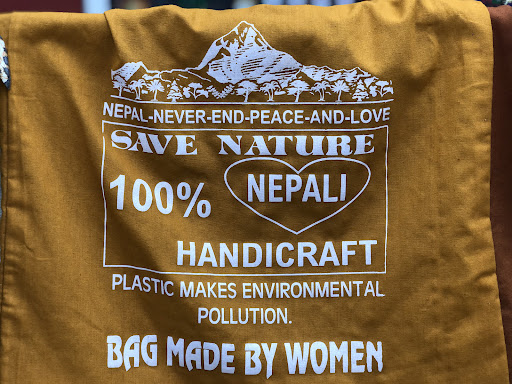 NEPAL-NEVER-END-PEACE-AND-LOVE
SAVE NATURE
100% NEPALI
HANDICRAFT
PLASTIC MAKES ENVIRONMENTAL
POLLUTION.
BAG MADE BY WOMEN